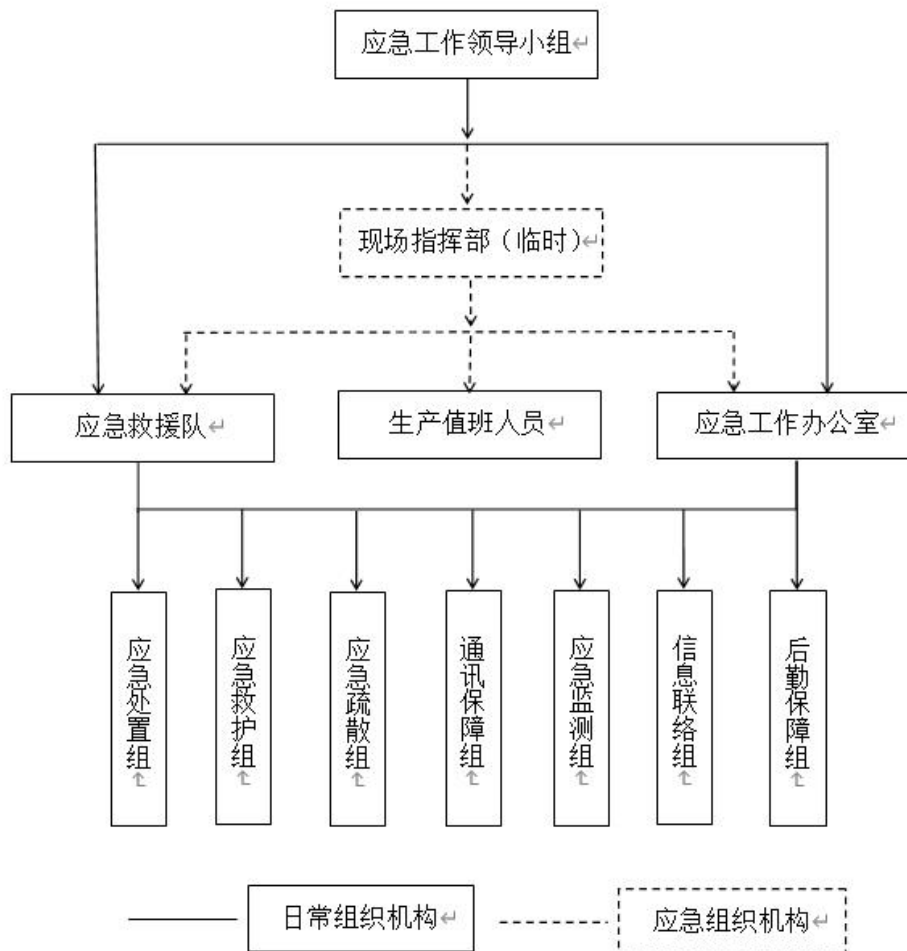 应急工作领导小组
现场指挥部（临时）
应急救援队
生产值班人员
应急工作办公室
应急处置组
应急救护组
应急疏散组
通讯保障组
应急监测组
信息联络组
后勤保障组
日常组织机构
应急组织机构